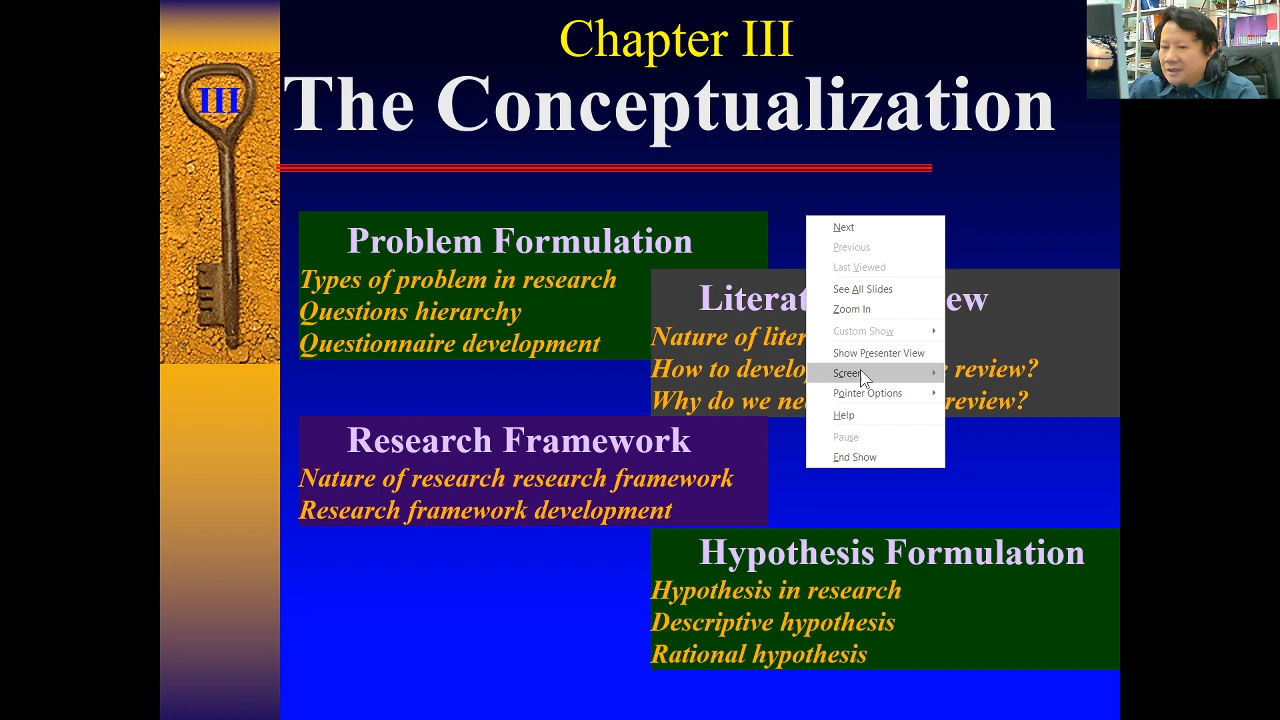 Chapter III
III
The Conceptualization
Problem Formulation
Types of problem in research
Questions hierarchy
Questionnaire development
Literat ew
Nature of liter
How to develo review?
Why do we ne review?
Next
Previous
Last Viewed
See All Slides
Zoom In
Custom Show
Show Presenter View
Screen
Pointer Options
Help
Pause
End Show
Research Framework
Nature of research research framework
Research framework development
Hypothesis Formulation
Hypothesis in research
Descriptive hypothesis
Rational hypothesis